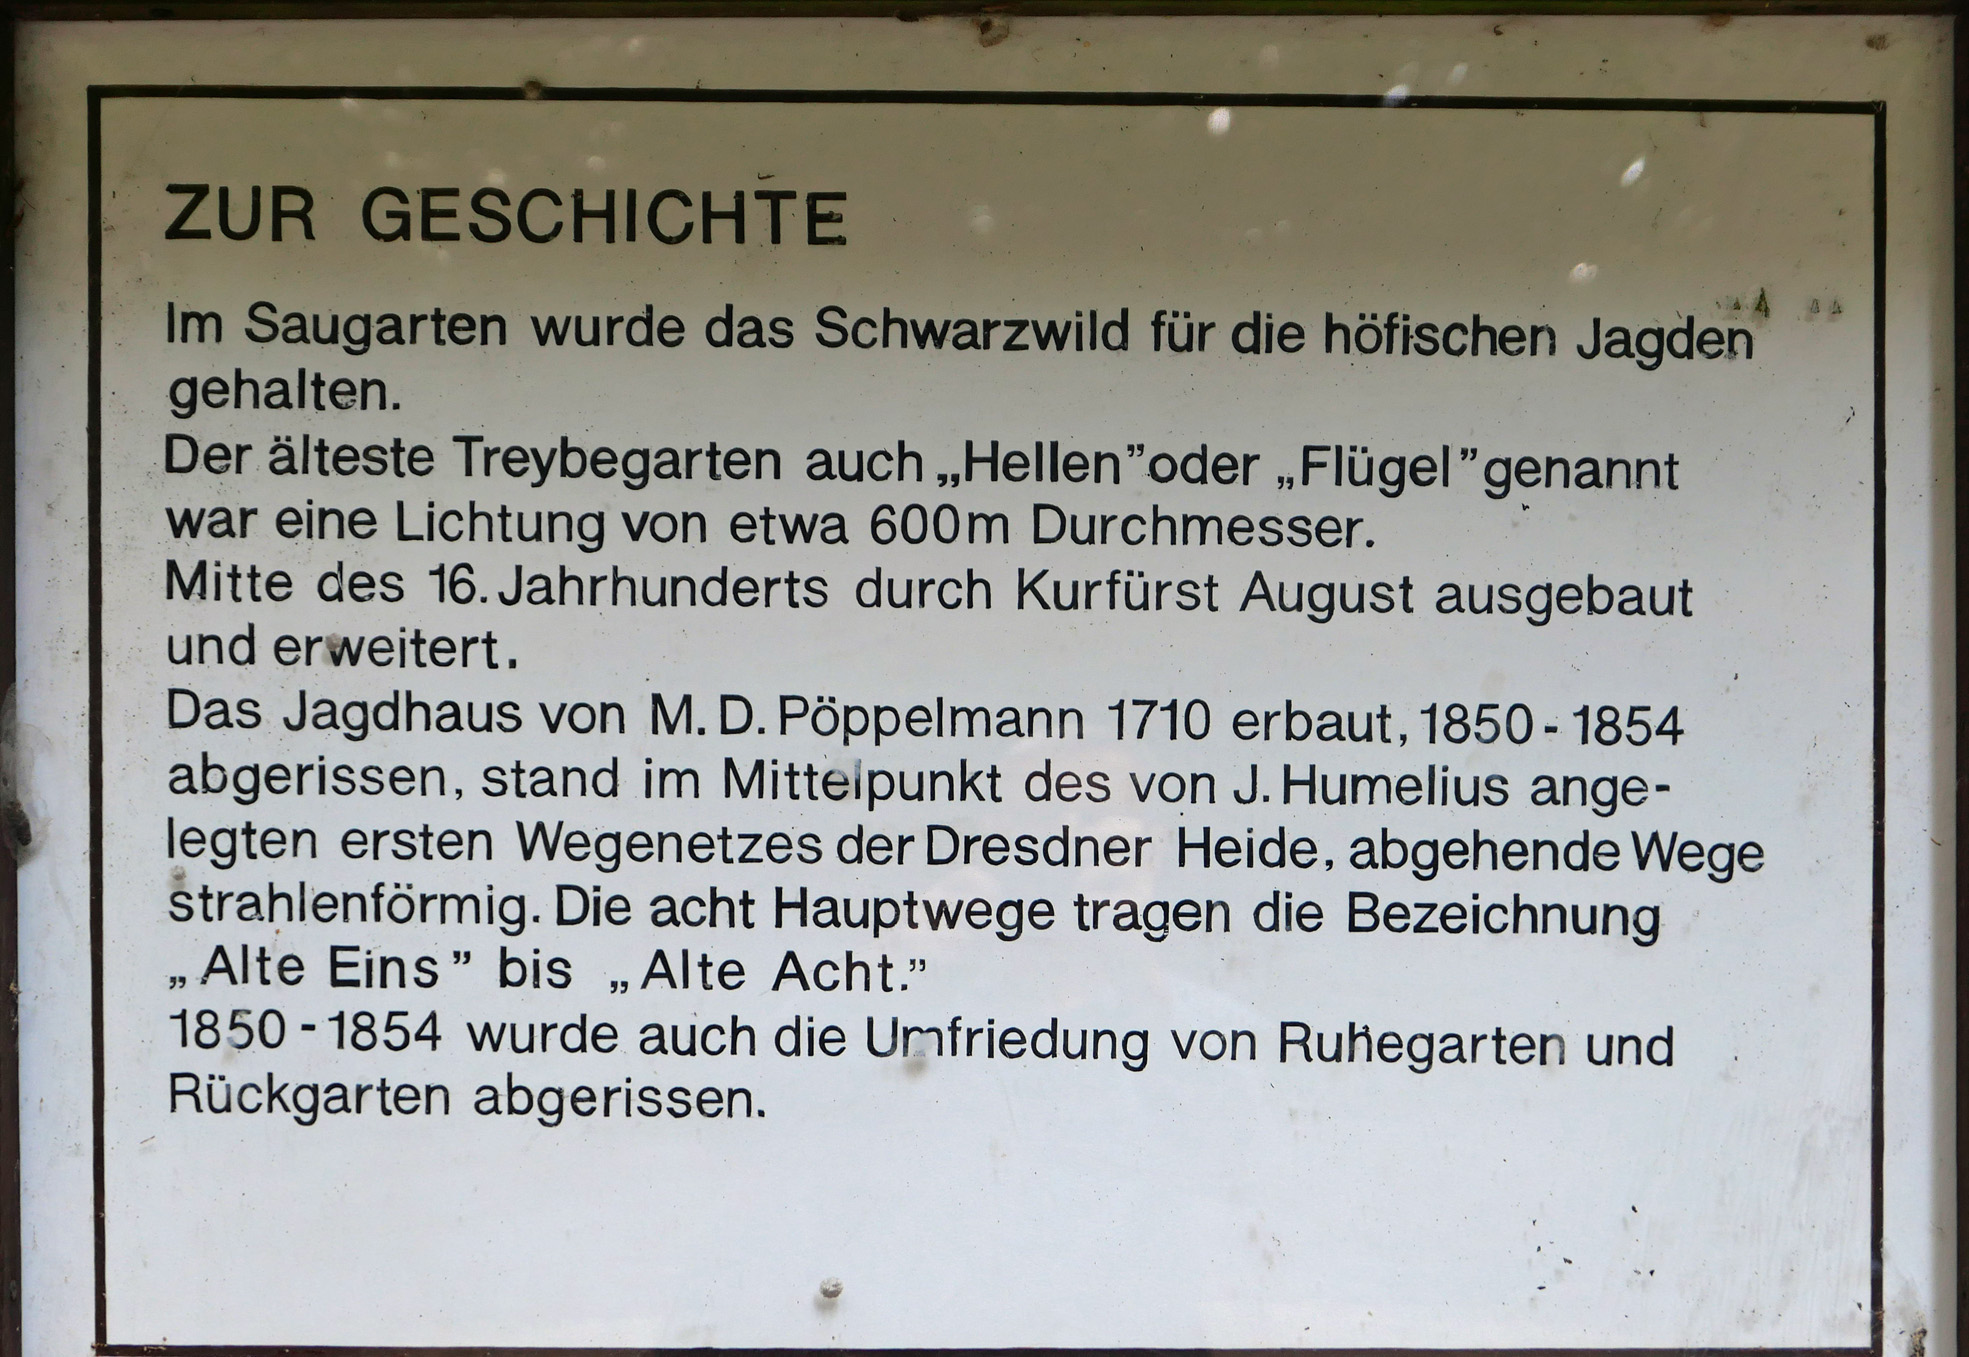 ZUR GESCHICHTE
Im Saugarten wurde das Schwarzwild für die höfischen Jagden
gehalten.
Der älteste Treybegarten auch „Hellen” oder „Flügel” genannt
war eine Lichtung von etwa 600m Durchmesser.
Mitte des 16. Jahrhunderts durch Kurfürst August ausgebaut
und erweitert.
Das Jagdhaus von M. D. Pöppelmann 1710 erbaut, 1850 - 1854
abgerissen, stand im Mittelpunkt des von J. Humelius ange-
legten ersten Wegenetzes der Dresdner Heide, abgehende Wege
strahlenförmig. Die acht Hauptwege tragen die Bezeichnung
„Alte Eins” bis „Alte Acht.”
1850 - 1854 wurde auch die Umfriedung von Ruhegarten und
Rückgarten abgerissen.